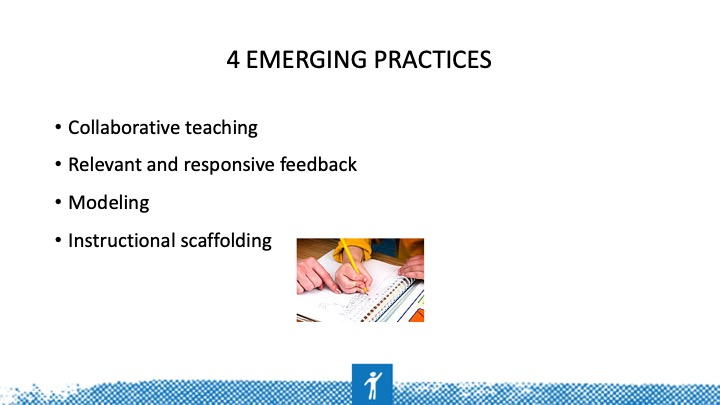 4 EMERGING PRACTICES
• Collaborative teaching
• Relevant and responsive feedback
• Modeling
• Instructional scaffolding